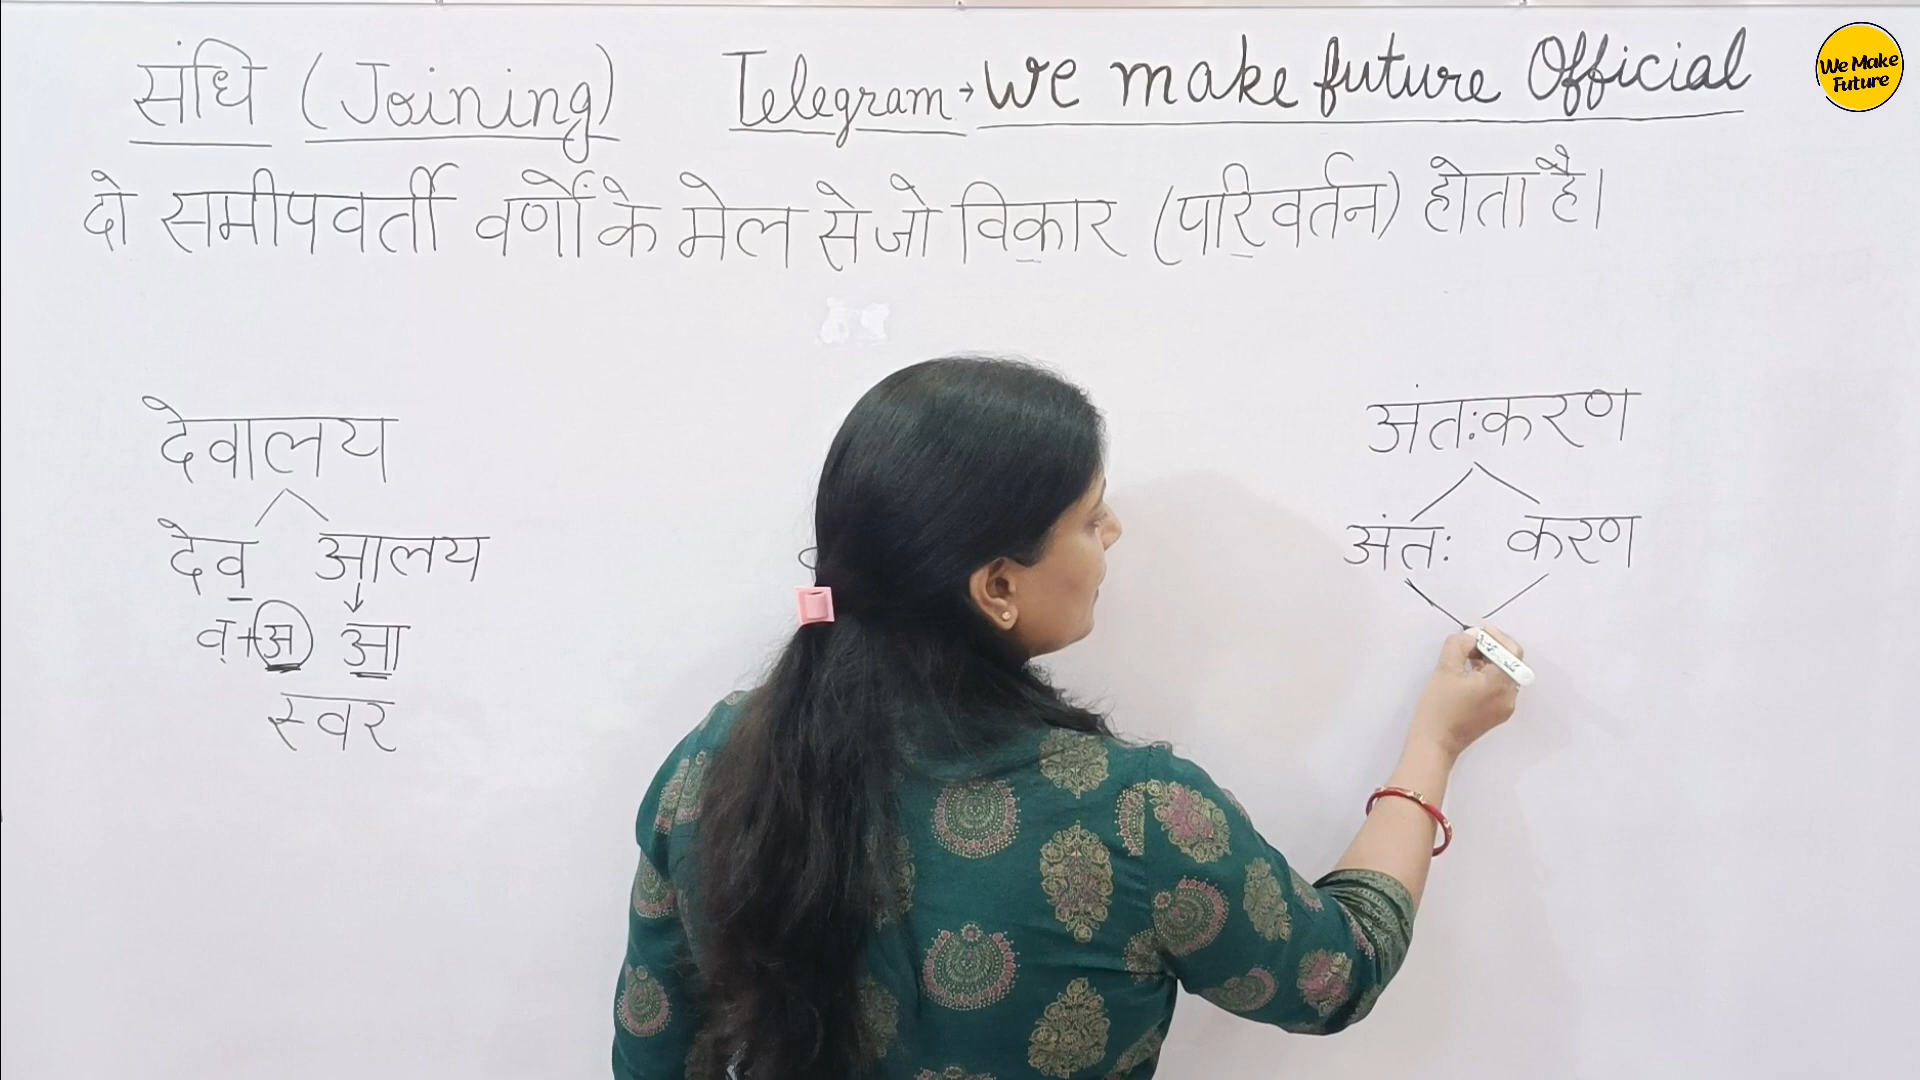 संधि (Joining) Telegram→We make future Official
We Make Future
दो समीपवर्ती वर्णों के मेल से जो विकार (परिवर्तन) होता है।
देवालय
देव आलय
व्+अ आ
स्वर
अंतःकरण
अंतः करण